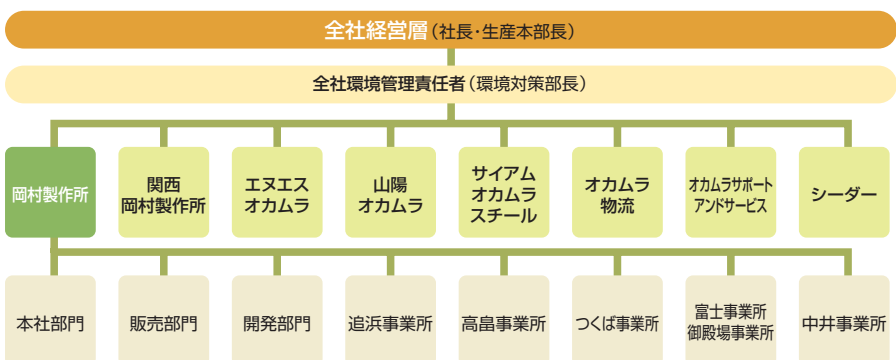 全社経営層(社長・生産本部長)
全社環境管理責任者(環境対策部長)
岡村製作所
関西
岡村製作所
エヌエス
オカムラ
山陽
オカムラ
サイアム
オカムラ
スチール
オカムラ
物流
オカムラサポート
アンドサービス
シーダー
本社部門
販売部門
開発部門
追浜事業所
高畠事業所
つくば事業所
富士事業所
御殿場事業所
中井事業所